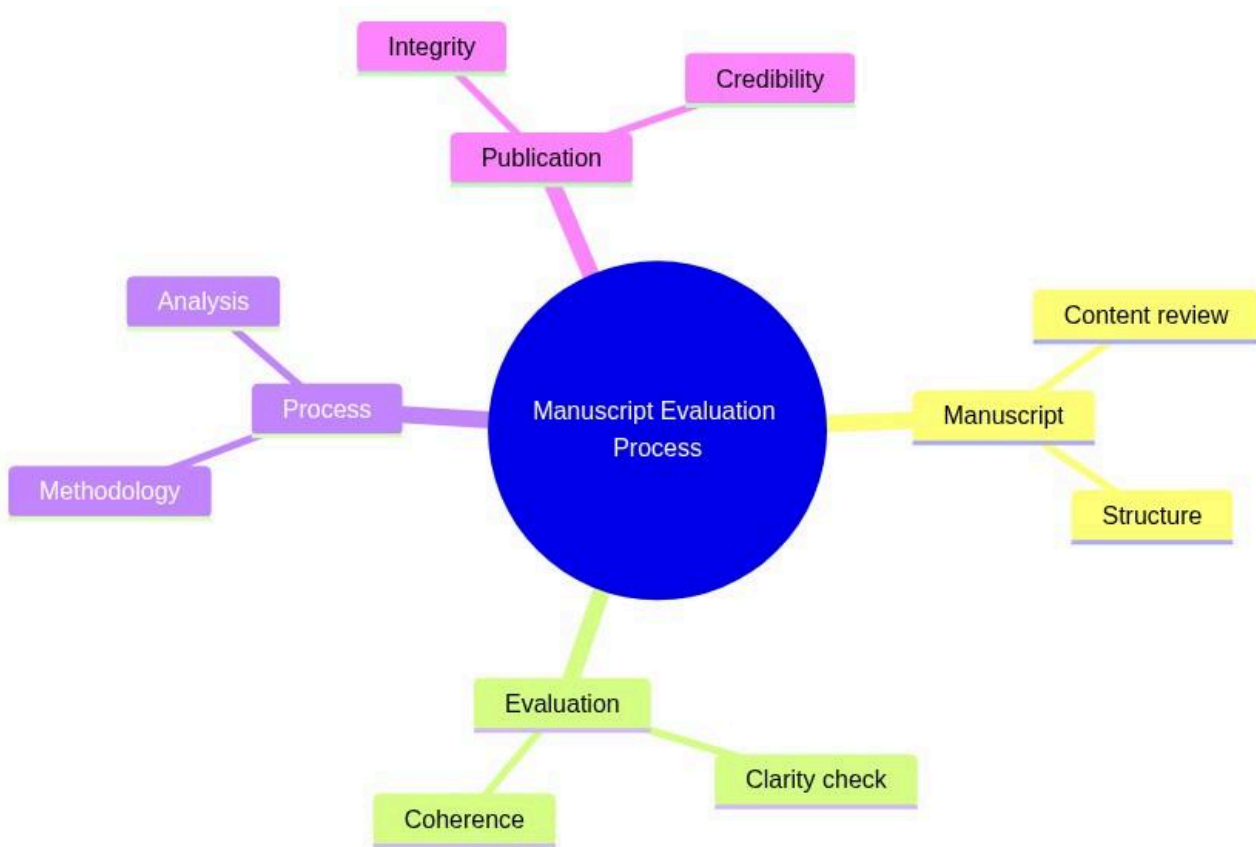 Integrity
Credibility
Publication
Analysis
Process
Methodology
Manuscript Evaluation
Process
Content review
Manuscript
Structure
Evaluation
Clarity check
Coherence